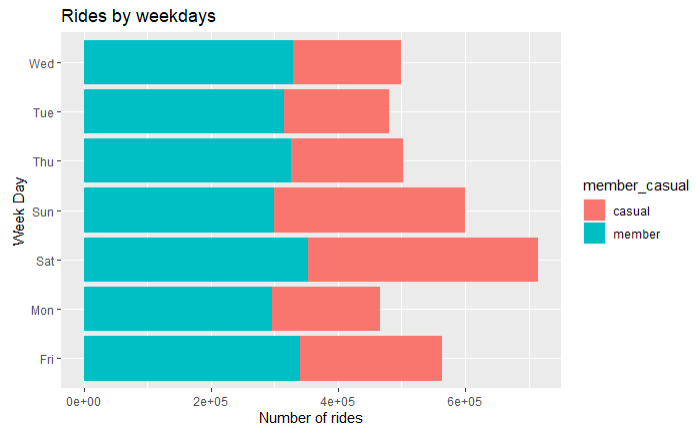 Rides by weekdays
Week Day
Wed
Tue
Thu
Sun
Sat
Mon
Fri
0e+00 2e+05 4e+05 6e+05
Number of rides
member_casual
casual
member